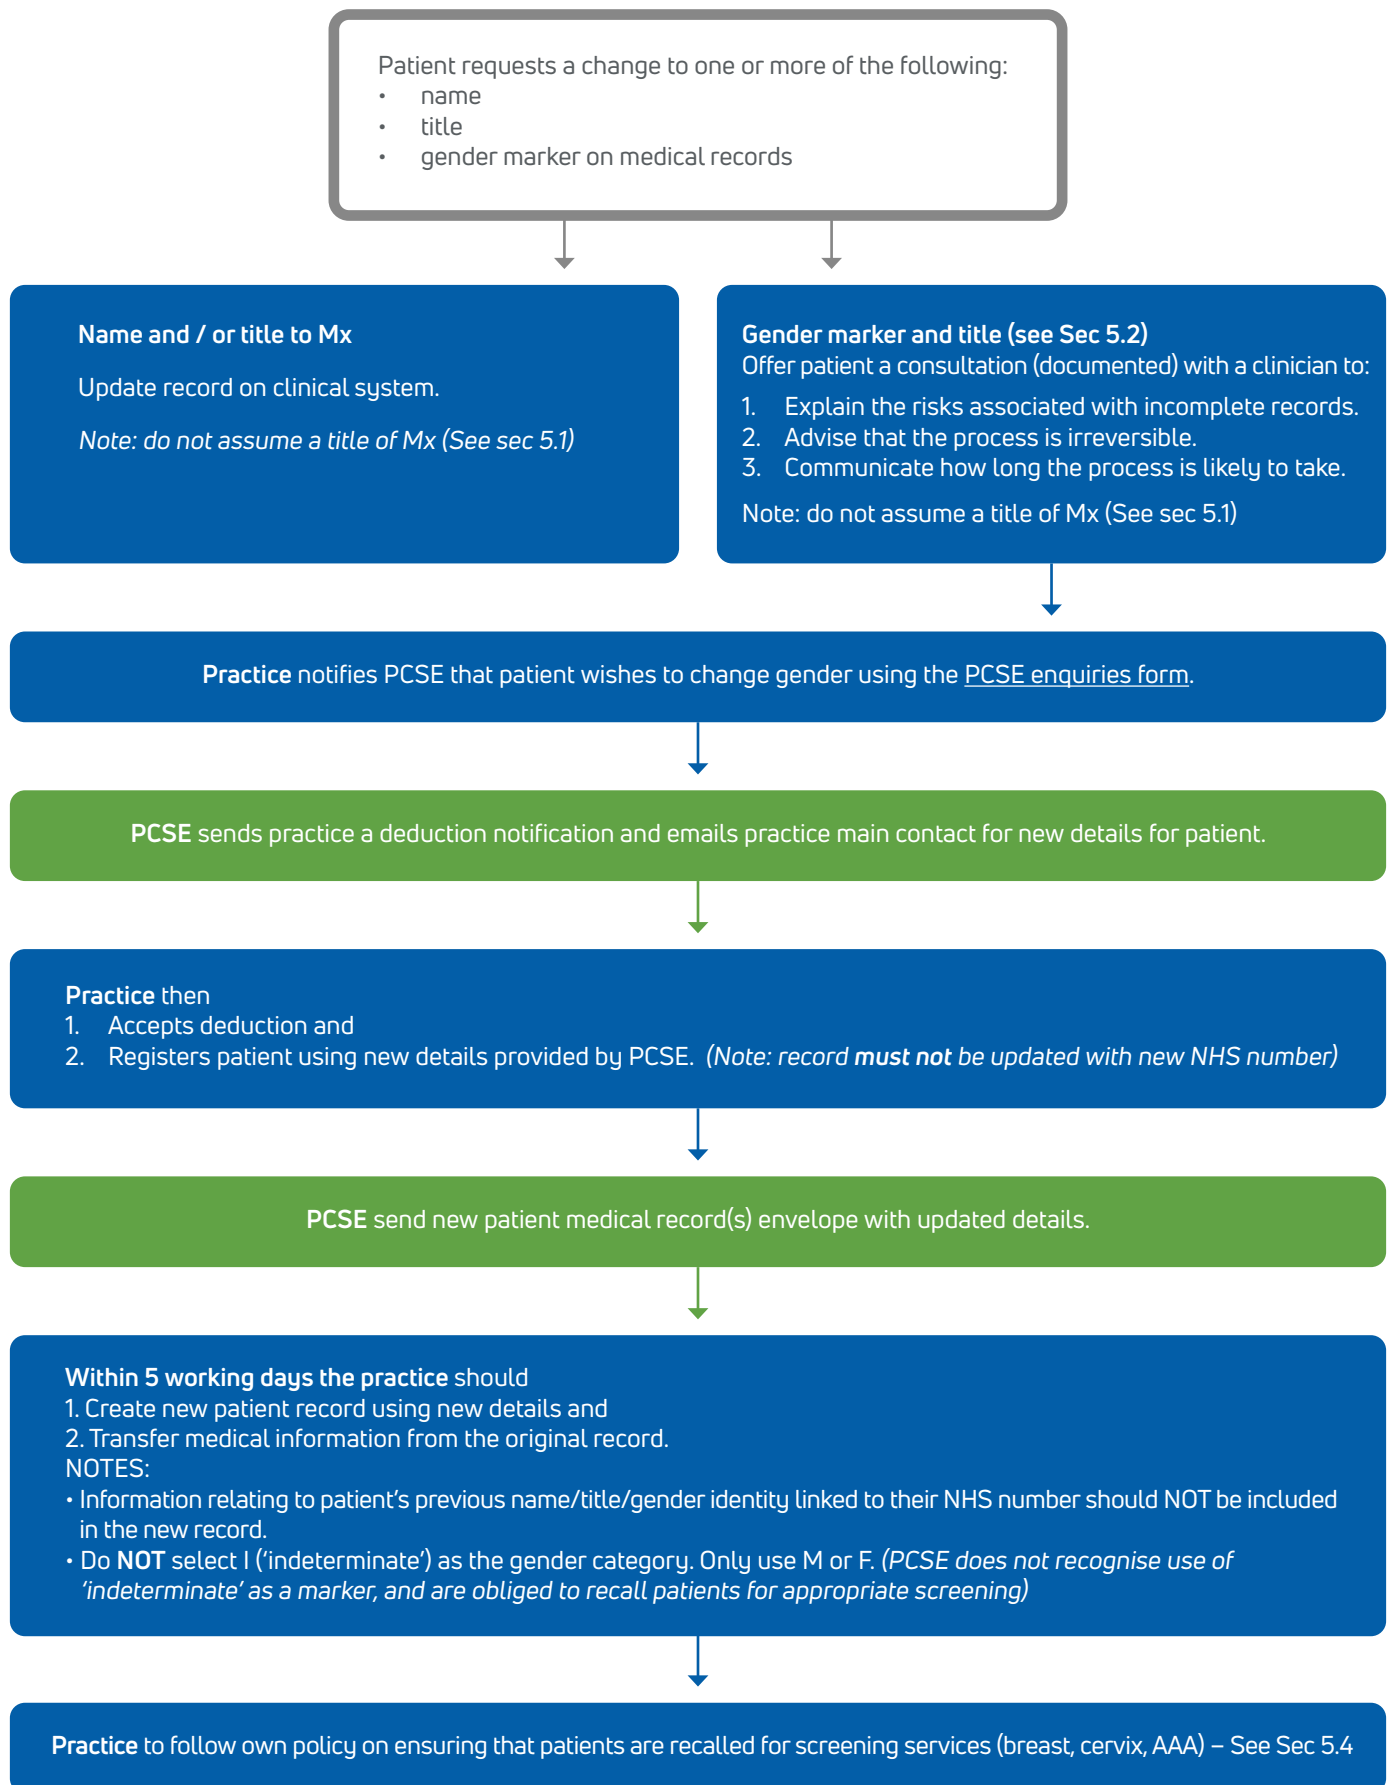 Patient requests a change to one or more of the following:
• name
• title
• gender marker on medical records
Name and / or title to Mx
Update record on clinical system.
Note: do not assume a title of Mx (See sec 5.1)
Gender marker and title (see Sec 5.2)
Offer patient a consultation (documented) with a clinician to:
1. Explain the risks associated with incomplete records.
2. Advise that the process is irreversible.
3. Communicate how long the process is likely to take.
Note: do not assume a title of Mx (See sec 5.1)
Practice notifies PCSE that patient wishes to change gender using the PCSE enquiries form.
PCSE sends practice a deduction notification and emails practice main contact for new details for patient.
Practice then
1. Accepts deduction and
2. Registers patient using new details provided by PCSE. (Note: record must not be updated with new NHS number)
PCSE send new patient medical record(s) envelope with updated details.
Within 5 working days the practice should
1. Create new patient record using new details and
2. Transfer medical information from the original record.
NOTES:
• Information relating to patient's previous name/title/gender identity linked to their NHS number should NOT be included
in the new record.
• Do NOT select I ('indeterminate') as the gender category. Only use M or F. (PCSE does not recognise use of
'indeterminate' as a marker, and are obliged to recall patients for appropriate screening)
Practice to follow own policy on ensuring that patients are recalled for screening services (breast, cervix, AAA) – See Sec 5.4